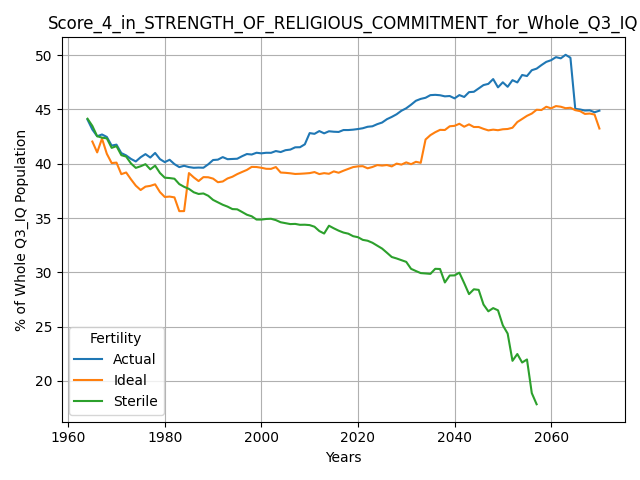 Score_4_in_STRENGTH_OF_RELIGIOUS_COMMITMENT_for_Whole_Q3_IQ
% of Whole Q3_IQ Population
50
45
40
35
30
25
20
Fertility
Actual
Ideal
Sterile
1960 1980 2000 2020 2040 2060
Years